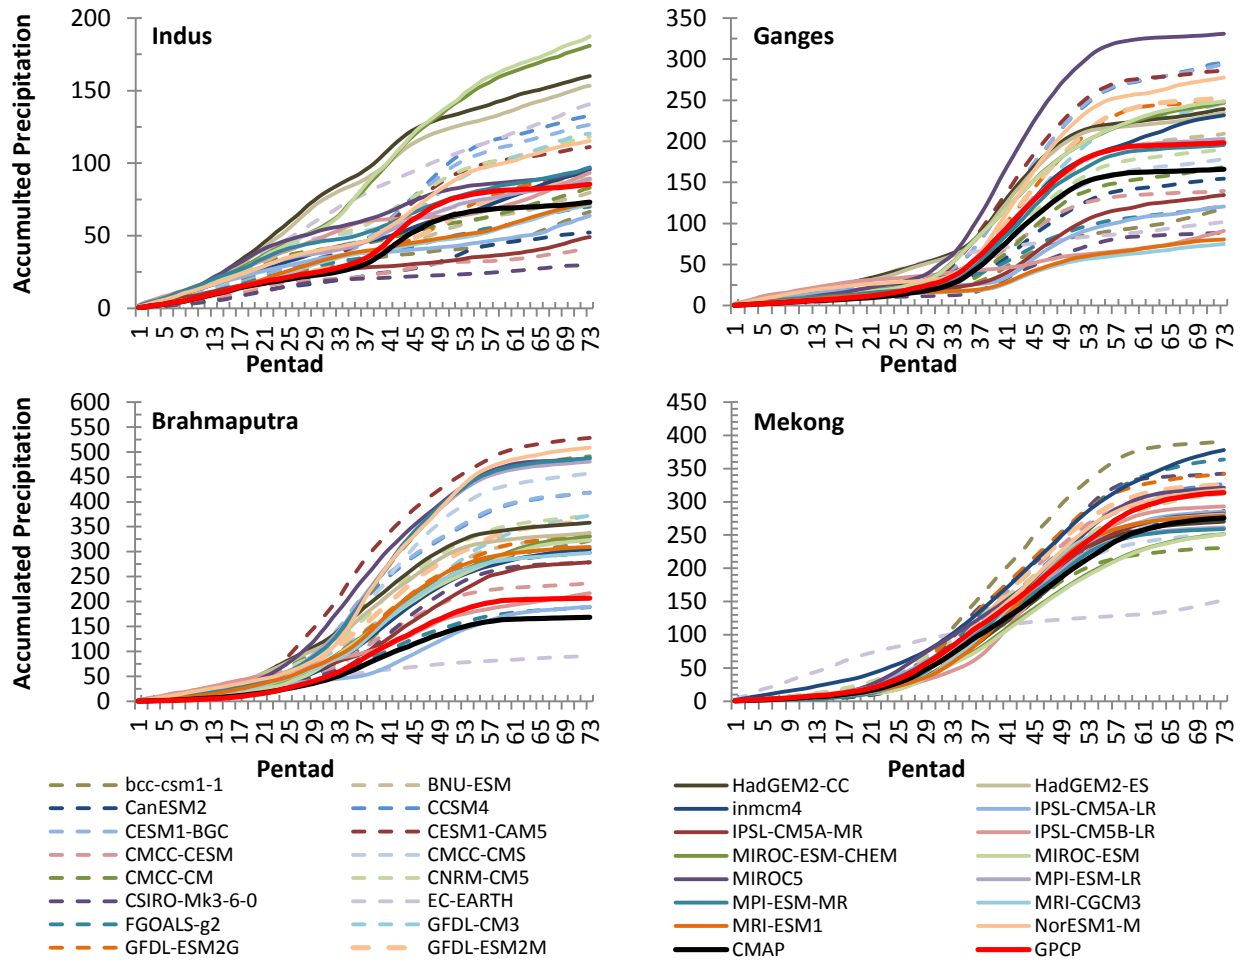 Accumulted Precipitation
Indus
200
150
100
50
0
1 5 9 13 17 21 25 29 33 37 41 45 49 53 57 61 65 69 73
Pentad
Ganges
350
300
250
200
150
100
50
0
1 5 9 13 17 21 25 29 33 37 41 45 49 53 57 61 65 69 73
Pentad
Accumulated Precipitation
Brahmaputra
600
550
500
450
400
350
300
250
200
150
100
50
0
1 5 9 13 17 21 25 29 33 37 41 45 49 53 57 61 65 69 73
Pentad
Mekong
450
400
350
300
250
200
150
100
50
0
1 5 9 13 17 21 25 29 33 37 41 45 49 53 57 61 65 69 73
Pentad
bcc-csm1-1 BNU-ESM HadGEM2-CC HadGEM2-ES
CanESM2 CCSM4 inmcm4 IPSL-CM5A-LR
CESM1-BGC CESM1-CAM5 IPSL-CM5A-MR IPSL-CM5B-LR
CMCC-CESM CMCC-CMS MIROC-ESM-CHEM MIROC-ESM
CMCC-CM CNRM-CM5 MIROC5 MPI-ESM-LR
CSIRO-Mk3-6-0 EC-EARTH MPI-ESM-MR MRI-CGCM3
FGOALS-g2 GFDL-CM3 MRI-ESM1 NorESM1-M
GFDL-ESM2G GFDL-ESM2M CMAP GPCP